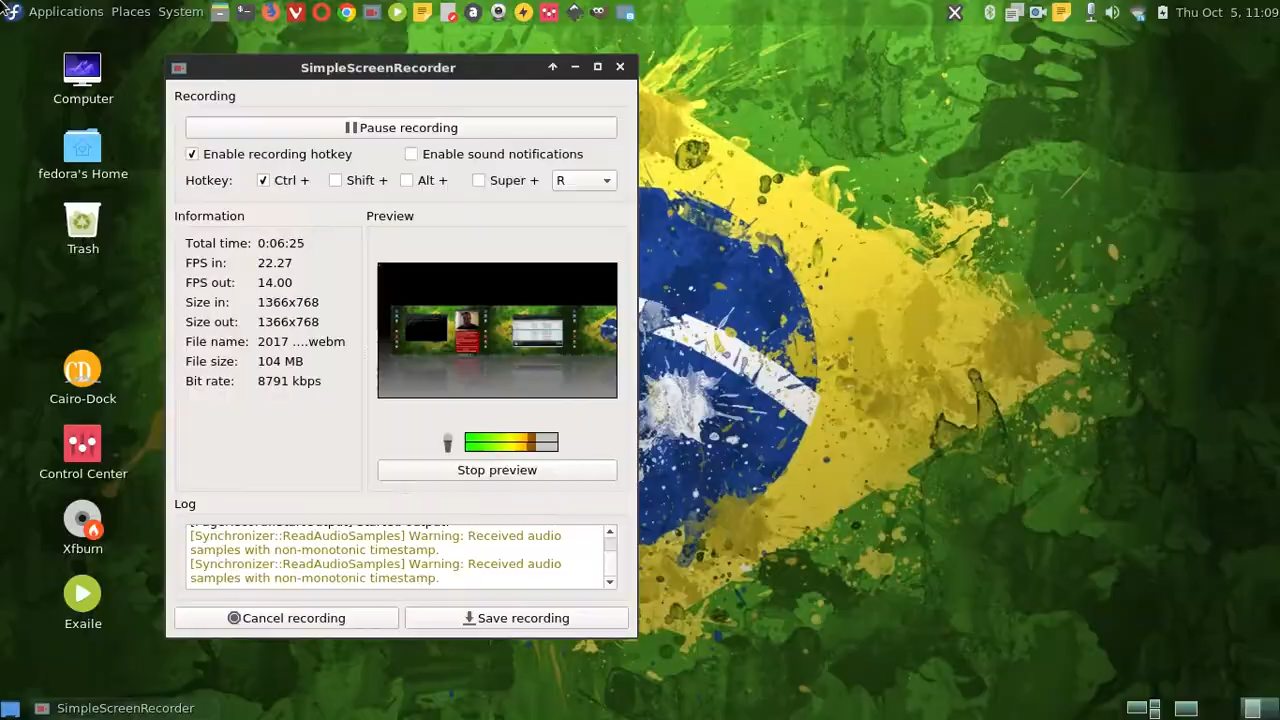 Applications Places System
Thu Oct 5, 11:09
Computer
fedora's Home
Trash
CD
Cairo-Dock
Control Center
Xfburn
Exaile
SimpleScreenRecorder
Recording
Pause recording
Enable recording hotkey
Enable sound notifications
Hotkey: Ctrl + Shift + Alt + Super + R
Information
Total time: 0:06:25
FPS in: 22.27
FPS out: 14.00
Size in: 1366x768
Size out: 1366x768
File name: 2017 ....webm
File size: 104 MB
Bit rate: 8791 kbps
Preview
Stop preview
Log
[Synchronizer::ReadAudioSamples] Warning: Received audio
samples with non-monotonic timestamp.
[Synchronizer::ReadAudioSamples] Warning: Received audio
samples with non-monotonic timestamp.
Cancel recording
Save recording
SimpleScreenRecorder